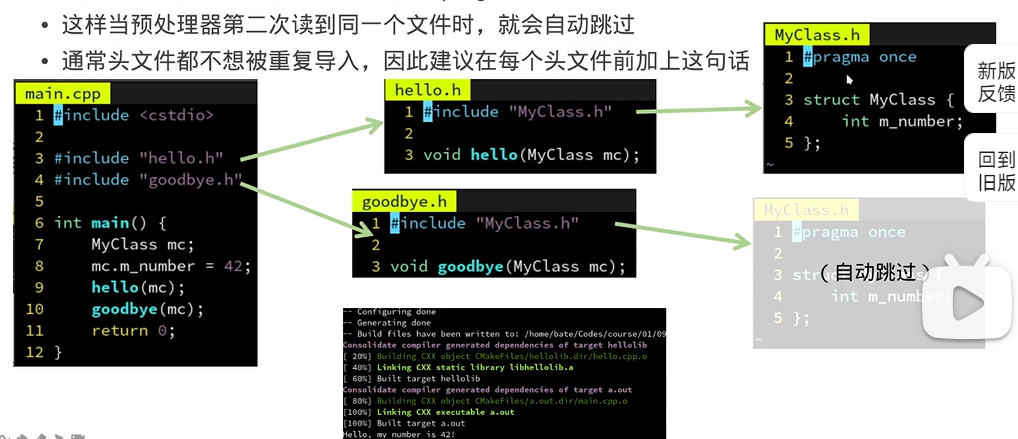 • 这样当预处理器第二次读到同一个文件时，就会自动跳过
• 通常头文件都不想被重复导入，因此建议在每个头文件前加上这句话
main.cpp
1 #include <cstdio>
2
3 #include "hello.h"
4 #include "goodbye.h"
5
6 int main() {
7     MyClass mc;
8     mc.m_number = 42;
9     hello(mc);
10     goodbye(mc);
11     return 0;
12 }
hello.h
1 #include "MyClass.h"
2
3 void hello(MyClass mc);
goodbye.h
1 #include "MyClass.h"
2
3 void goodbye(MyClass mc);
MyClass.h
1 #pragma once
2
3 struct MyClass {
4     int m_number;
5 };
~
MyClass.h
1 #pragma once
2
3
（自动跳过）
4     int m_number;
5 };
~
新版
反馈
回到
旧版
-- Configuring done
-- Generating done
-- Build files have been written to: /home/bate/Codes/course/01/09
Consolidate compiler generated dependencies of target hellolib
[ 20%] Building CXX object CMakeFiles/hellolib.dir/hello.cpp.o
[ 40%] Linking CXX static library libhellolib.a
[ 60%] Built target hellolib
Consolidate compiler generated dependencies of target a.out
[ 80%] Building CXX object CMakeFiles/a.out.dir/main.cpp.o
[100%] Linking CXX executable a.out
[100%] Built target a.out
Hello, my number is 42!